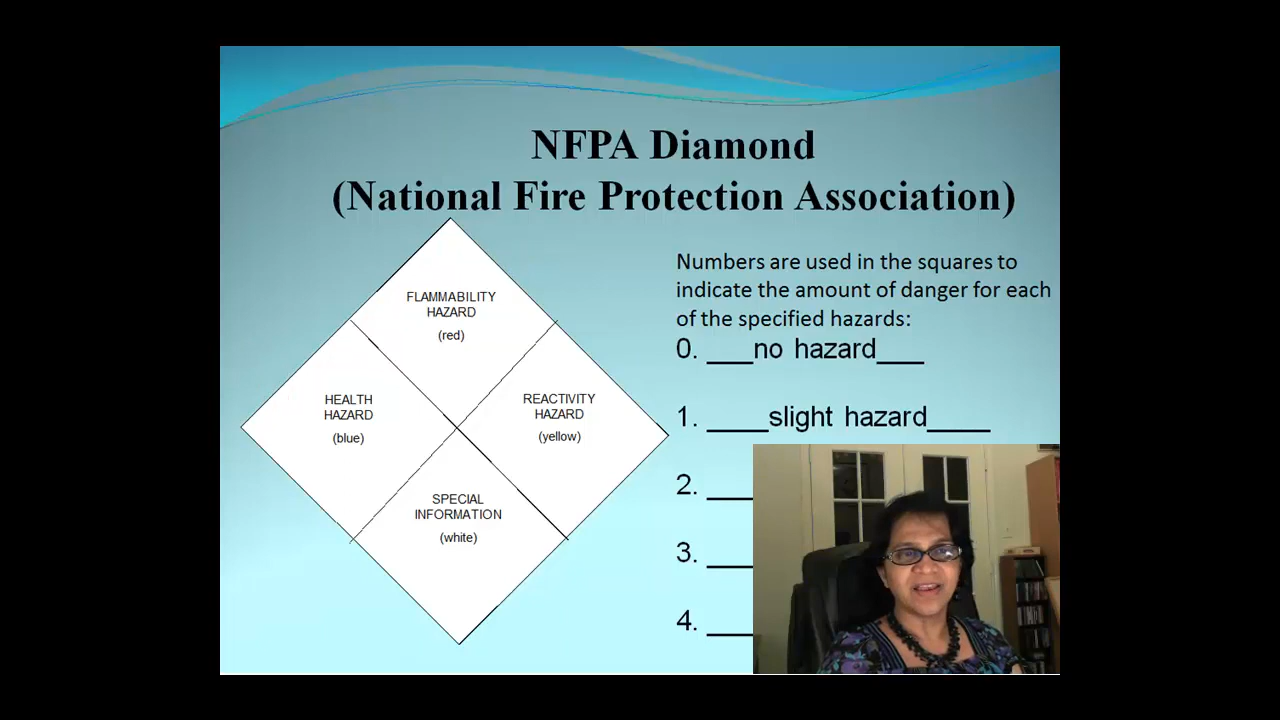 NFPA Diamond
(National Fire Protection Association)
FLAMMABILITY
HAZARD
(red)
HEALTH
HAZARD
(blue)
REACTIVITY
HAZARD
(yellow)
SPECIAL
INFORMATION
(white)
Numbers are used in the squares to
indicate the amount of danger for each
of the specified hazards:
0. ___no hazard___
1. ____slight hazard____
2. ___
3. ___
4. ___